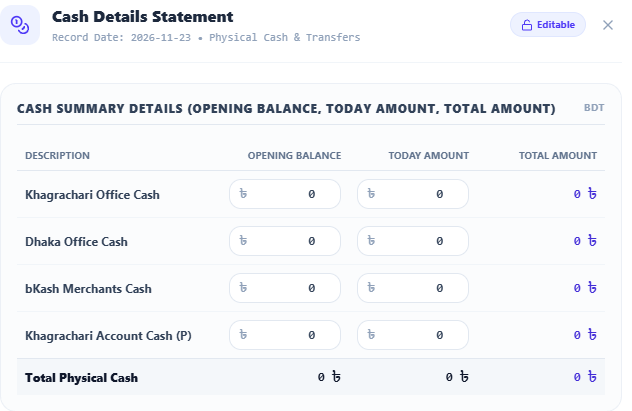 Cash Details Statement
Record Date: 2026-11-23 • Physical Cash & Transfers
Editable
CASH SUMMARY DETAILS (OPENING BALANCE, TODAY AMOUNT, TOTAL AMOUNT) BDT
DESCRIPTION OPENING BALANCE TODAY AMOUNT TOTAL AMOUNT
Khagrachari Office Cash ৳ 0 ৳ 0 0 ৳
Dhaka Office Cash ৳ 0 ৳ 0 0 ৳
bKash Merchants Cash ৳ 0 ৳ 0 0 ৳
Khagrachari Account Cash (P) ৳ 0 ৳ 0 0 ৳
Total Physical Cash 0 ৳ 0 ৳ 0 ৳